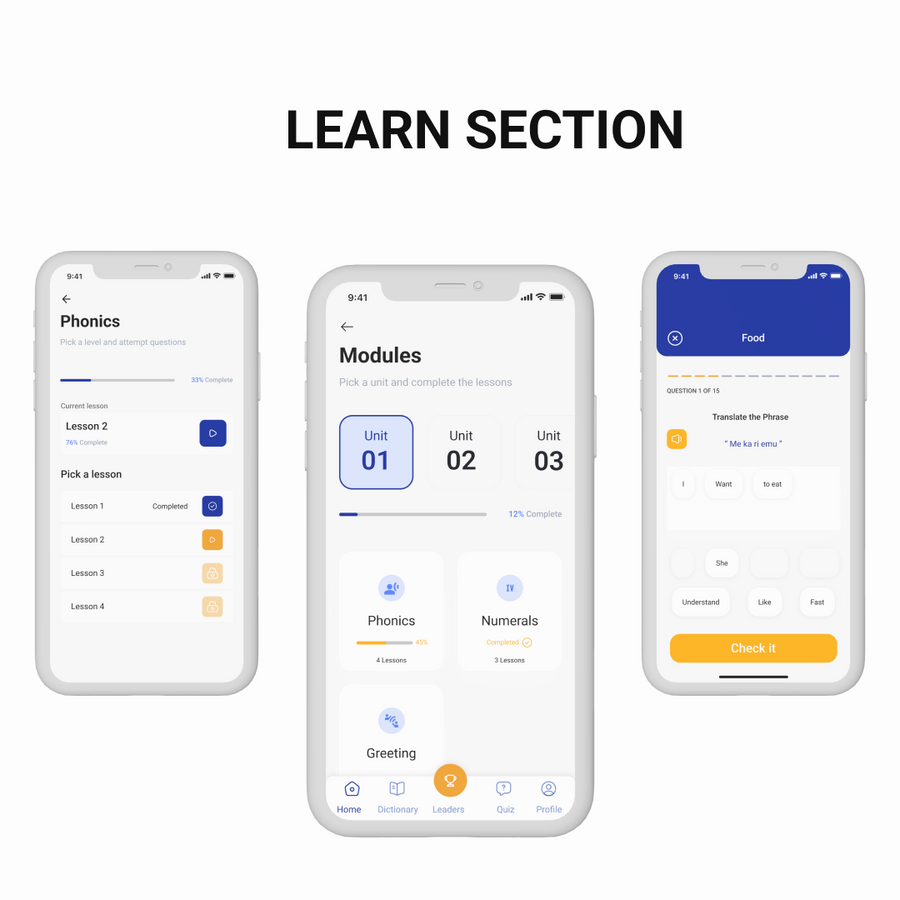 LEARN SECTION
9:41
Phonics
Pick a level and attempt questions
33% Complete
Current lesson
Lesson 2
76% Complete
Pick a lesson
Lesson 1 Completed
Lesson 2
Lesson 3
Lesson 4
9:41
Modules
Pick a unit and complete the lessons
Unit Unit Unit
01 02 03
12% Complete
Phonics Numerals
45% Completed
4 Lessons 3 Lessons
Greeting
Home Dictionary Leaders Quiz Profile
9:41
Food
QUESTION 1 OF 15
Translate the Phrase
“ Me ka ri emu ”
I Want to eat
She
Understand Like Fast
Check it